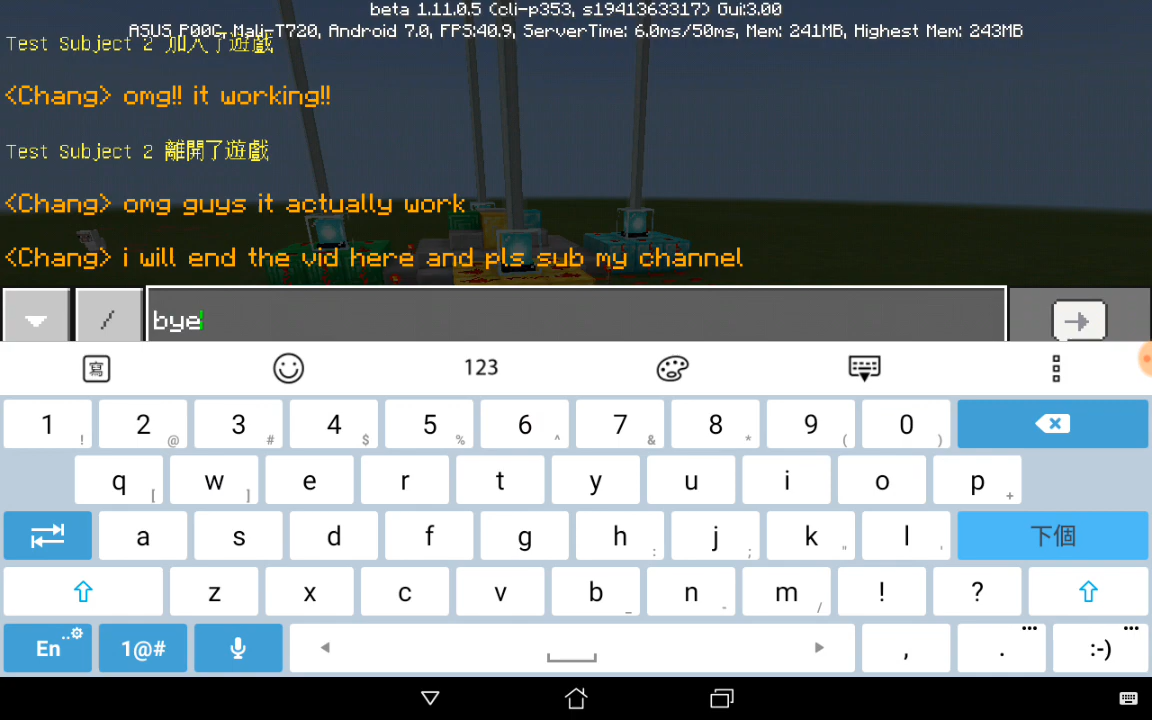 beta 1.11.0.5 (cli-p353, s1941363317) Gui:3.00
ASUS P00C, Mali-T720, Android 7.0, FPS:40.9, ServerTime: 6.0ms/50ms, Mem: 241MB, Highest Mem: 243MB
Test Subject 2 加入了遊戲
<Chang> omg!! it working!!
Test Subject 2 離開了遊戲
<Chang> omg guys it actually work
<Chang> i will end the vid here and pls sub my channel
/ bye
寫 123
1 ! 2 @ 3 # 4 $ 5 % 6 ^ 7 & 8 * 9 ( 0 )
q [ w ] e r t y u i o p +
a s d f g h : j ; k " l ' 下個
z x c v b _ n - m / ! ?
En 1@# , . :-)